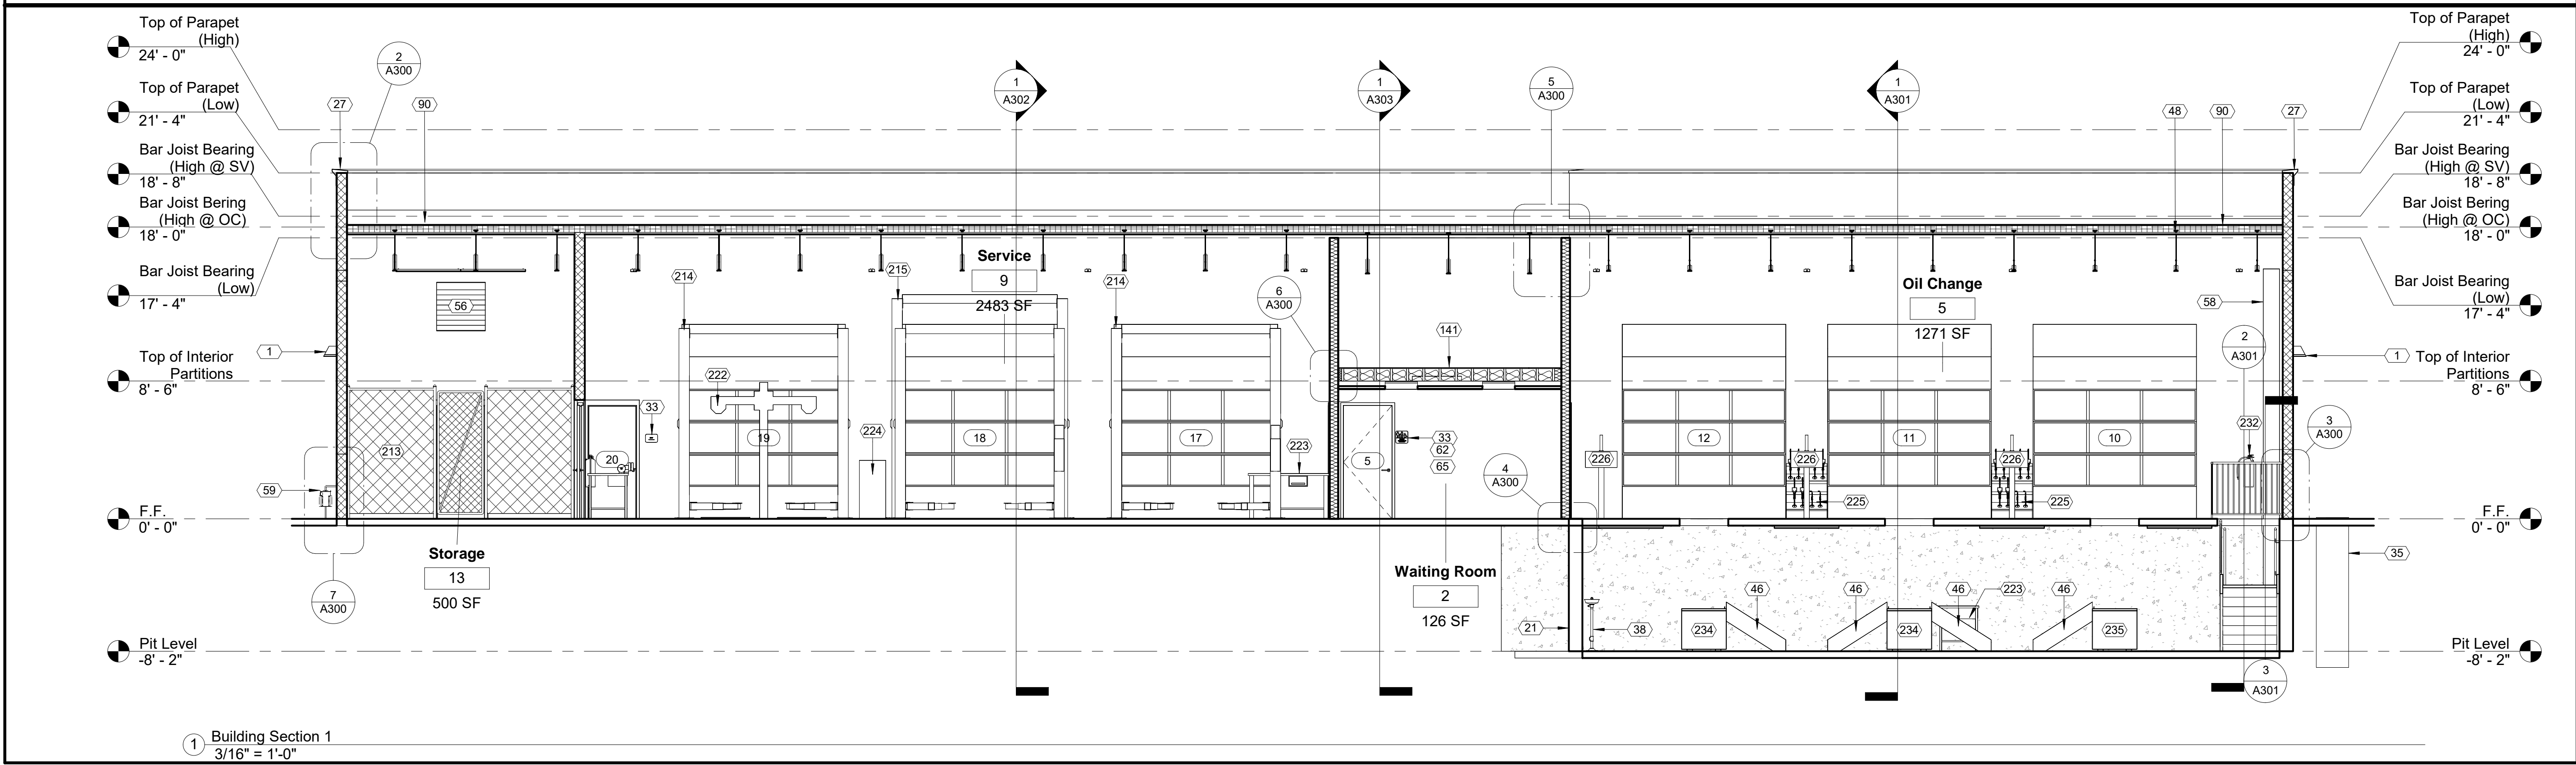 Top of Parapet
(High)
24' - 0"
Top of Parapet
(Low)
21' - 4"
Bar Joist Bearing
(High @ SV)
18' - 8"
Bar Joist Bering
(High @ OC)
18' - 0"
Bar Joist Bearing
(Low)
17' - 4"
Top of Interior
Partitions
8' - 6"
F.F.
0' - 0"
Pit Level
-8' - 2"
2
A300
27
90
1
59
7
A300
56
213
Storage
13
500 SF
20
33
214
222
19
224
215
18
Service
9
2483 SF
1
A302
214
17
223
6
A300
1
A303
141
5
33
62
65
Waiting Room
2
126 SF
5
A300
4
A300
21
38
226
12
226
225
11
226
225
10
Oil Change
5
1271 SF
1
A301
234
46
46
234
46
223
46
235
48
90
27
58
2
A301
232
3
A300
1
35
3
A301
Top of Parapet
(High)
24' - 0"
Top of Parapet
(Low)
21' - 4"
Bar Joist Bearing
(High @ SV)
18' - 8"
Bar Joist Bering
(High @ OC)
18' - 0"
Bar Joist Bearing
(Low)
17' - 4"
Top of Interior
Partitions
8' - 6"
F.F.
0' - 0"
Pit Level
-8' - 2"
1
Building Section 1
3/16" = 1'-0"